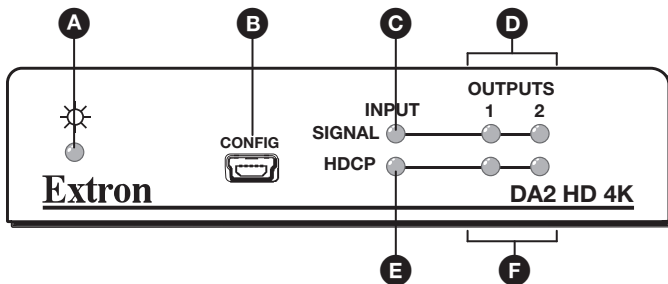 A B C D
OUTPUTS
INPUT 1 2
SIGNAL
CONFIG
HDCP
Extron DA2 HD 4K
E F